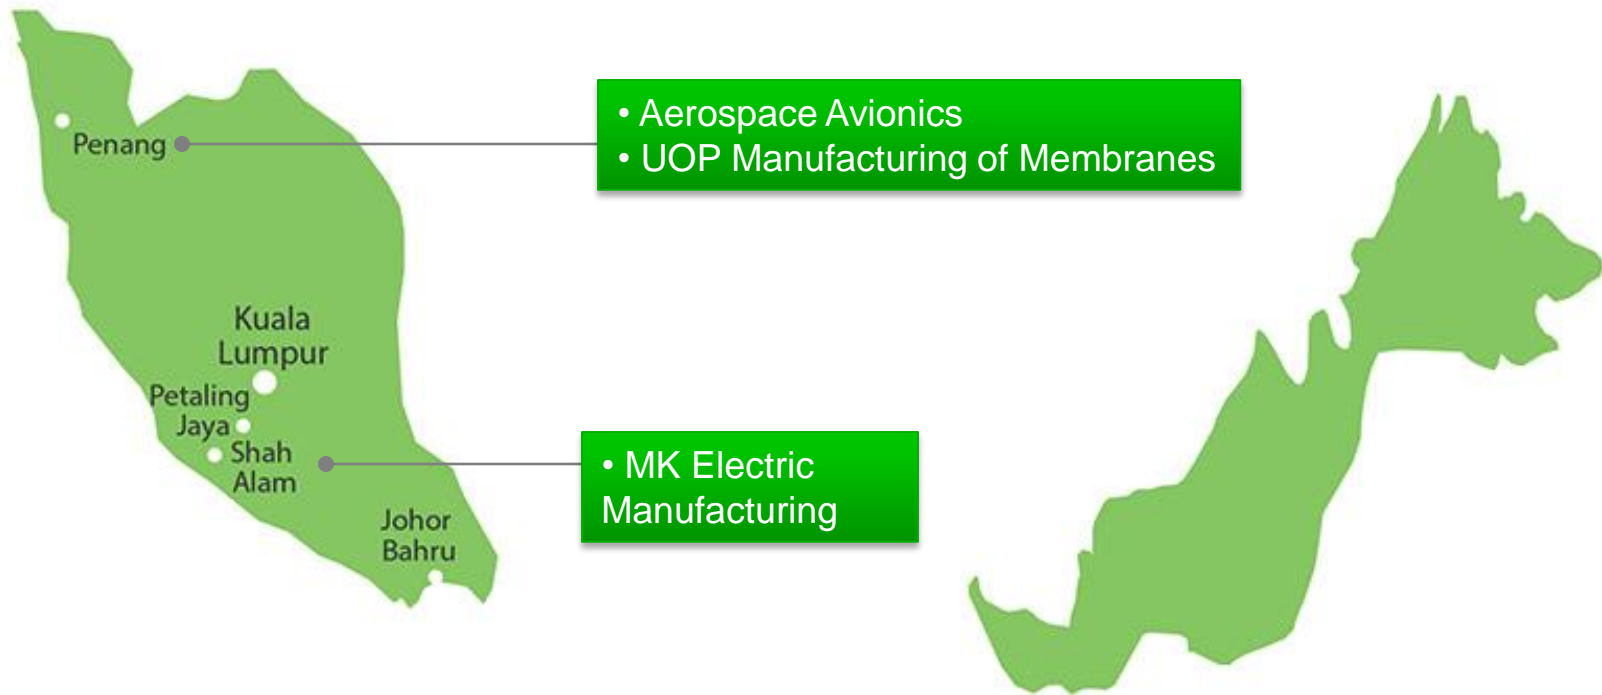 • Aerospace Avionics
• UOP Manufacturing of Membranes
Penang
Kuala
Lumpur
Petaling
Jaya
Shah
Alam
• MK Electric
Manufacturing
Johor
Bahru